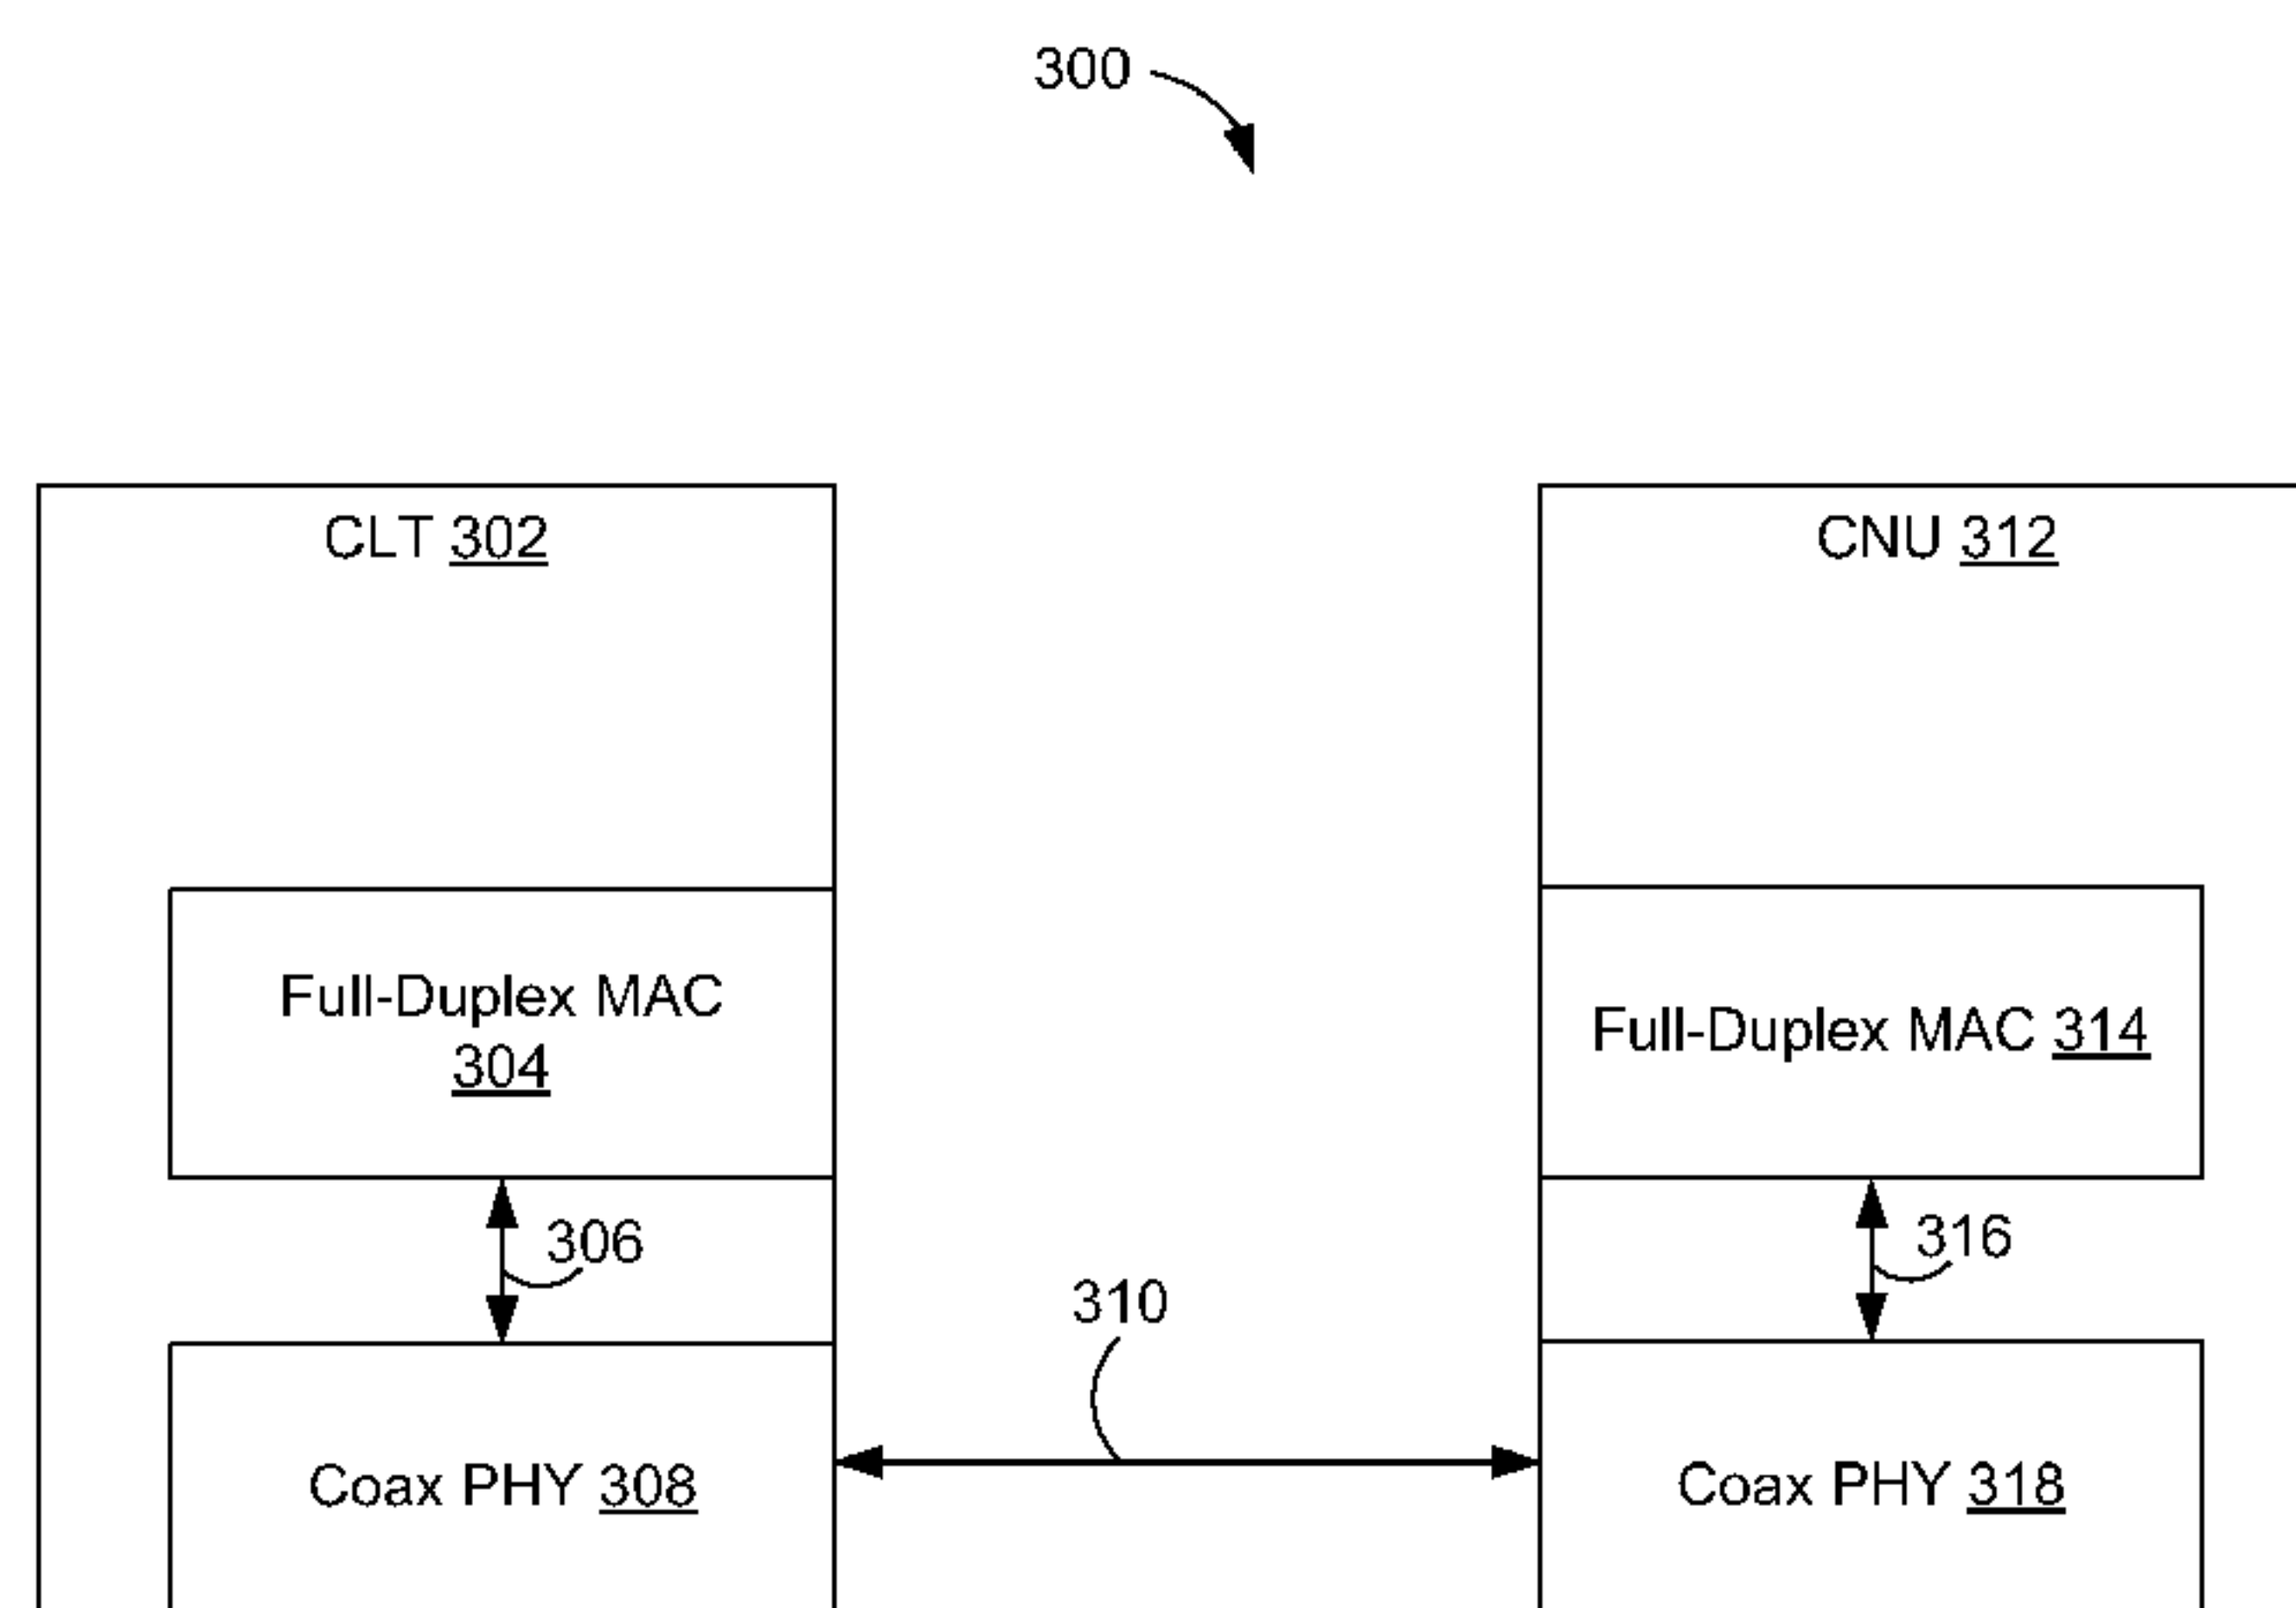 300
CLT 302
CNU 312
Full-Duplex MAC
304
Full-Duplex MAC 314
306
316
310
Coax PHY 308
Coax PHY 318